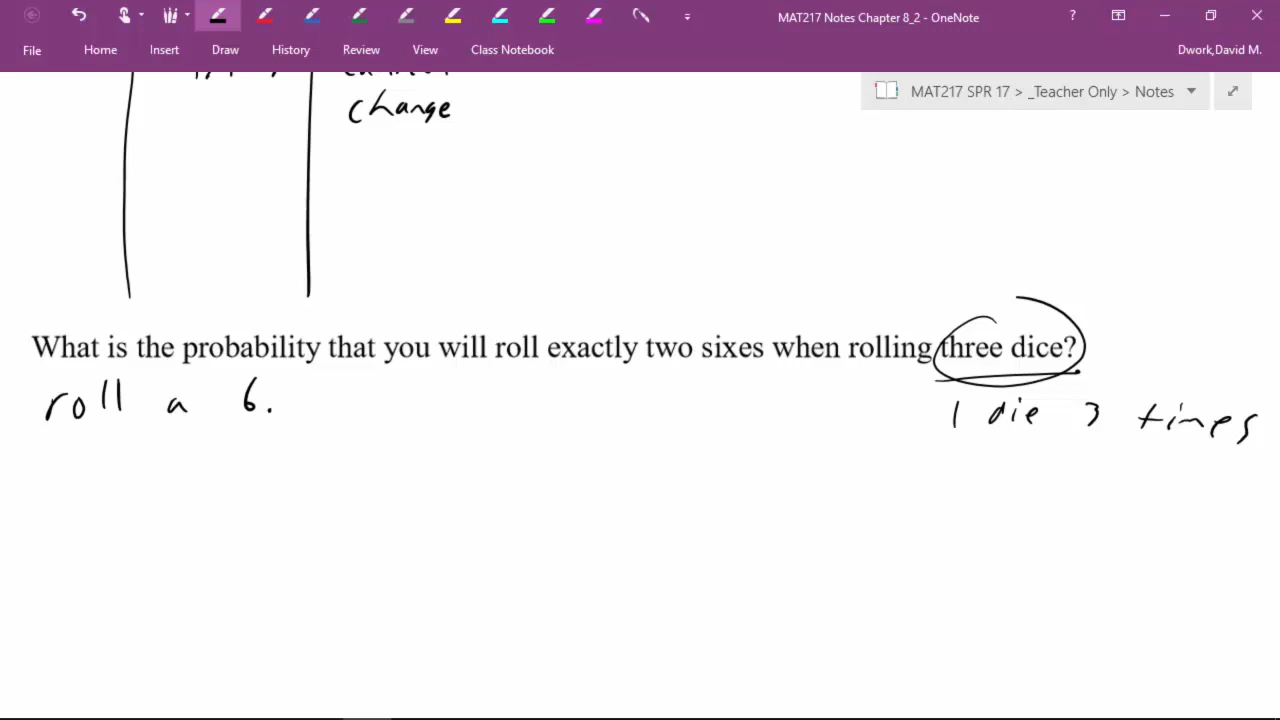 MAT217 Notes Chapter 8_2 - OneNote
?
File Home Insert Draw History Review View Class Notebook
Dwork,David M.
MAT217 SPR 17 > _Teacher Only > Notes
change
What is the probability that you will roll exactly two sixes when rolling three dice?
roll a 6.
1 die 3 times